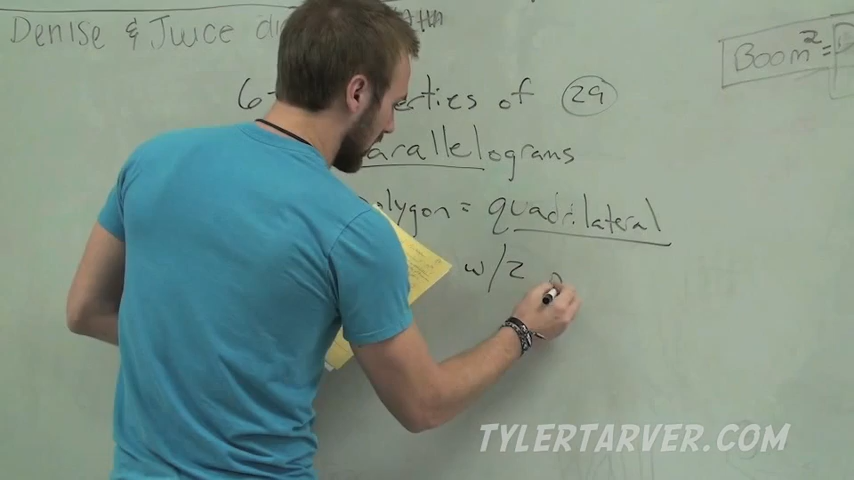 Denise & Juice
Boom²=
6- erties of 29
arallelograms
olygon = quadrilateral
w/2
TYLERTARVER.COM